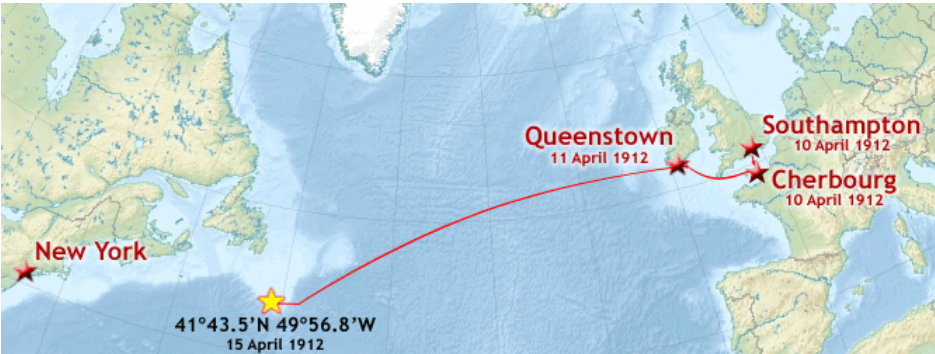 Southampton
10 April 1912
Queenstown
11 April 1912
Cherbourg
10 April 1912
New York
41°43.5’N 49°56.8’W
15 April 1912